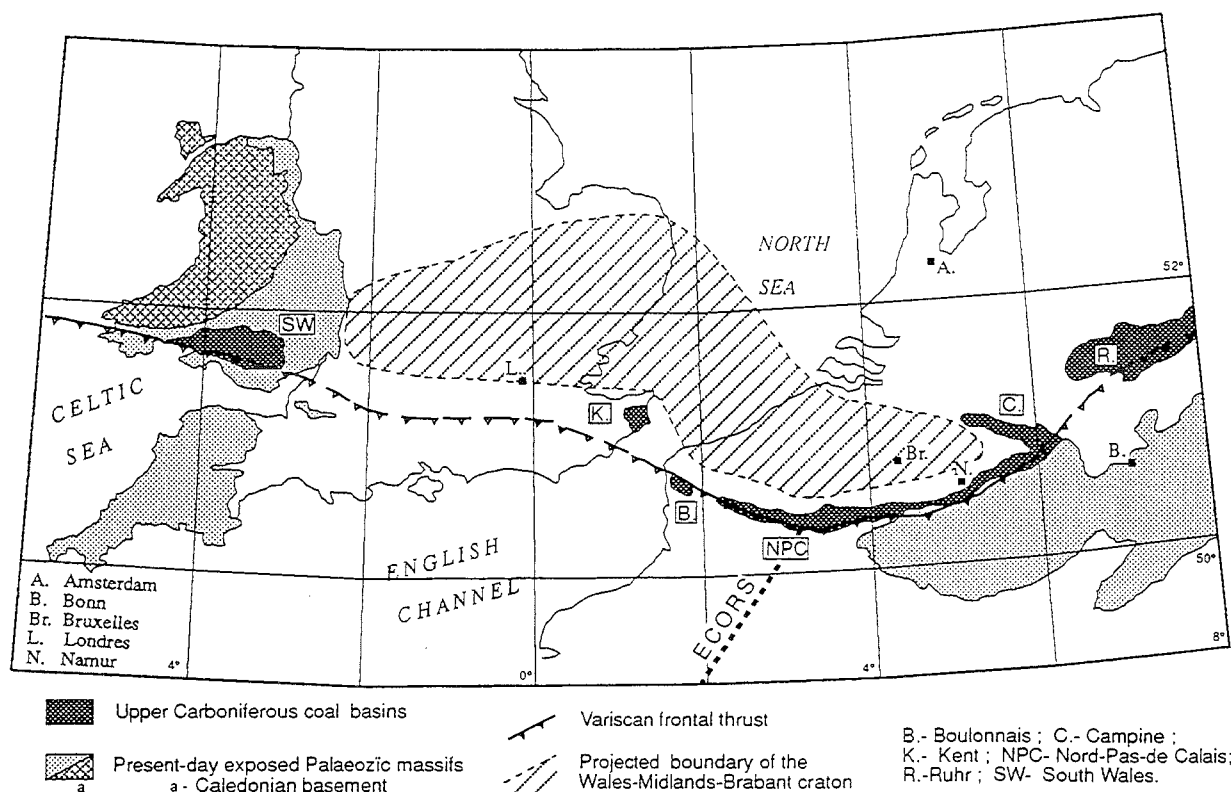 NORTH
SEA
A.
52°
SW
R.
CELTIC
SEA
L.
K.
C.
Br.
N.
B.
B.
NPC
ENGLISH
CHANNEL
ECORS
50°
A. Amsterdam
B. Bonn
Br. Bruxelles
L. Londres
N. Namur
4°
0°
4°
8°
Upper Carboniferous coal basins
Present-day exposed Palaeozoïc massifs
a
a - Caledonian basement
Variscan frontal thrust
Projected boundary of the
Wales-Midlands-Brabant craton
B.- Boulonnais ; C.- Campine ;
K.- Kent ; NPC- Nord-Pas-de Calais;
R.-Ruhr ; SW- South Wales.